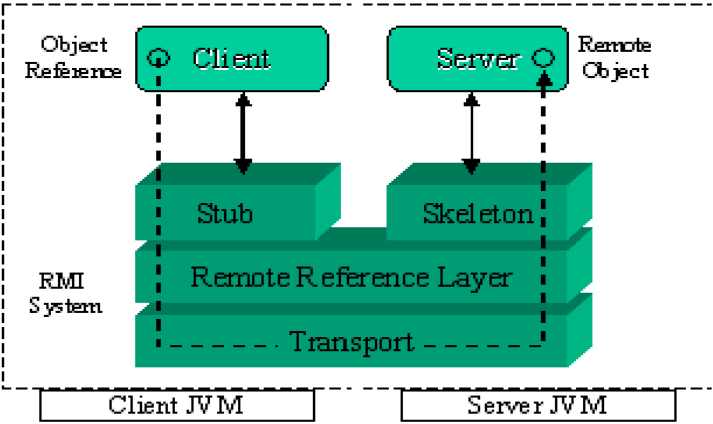 Object
Reference
Client
Server
Remote
Object
Stub
Skeleton
RMI
System
Remote Reference Layer
Transport
Client JVM
Server JVM